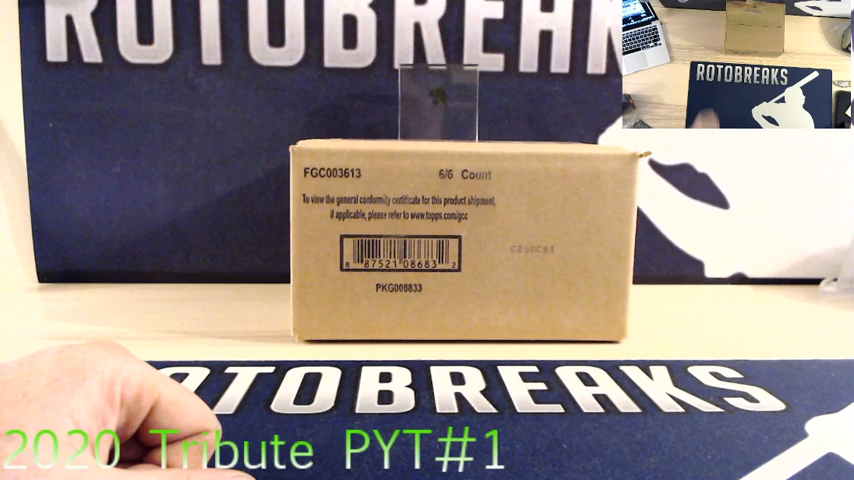 ROTOBREAK
ROTOBREAKS
FGC003613 6/6 Count
To view the general conformity certificate for this product shipment,
if applicable, please refer to www.topps.com/gcc
8 87521 08683 2
PKG008833
ROTOBREAKS
2020 Tribute PYT#1